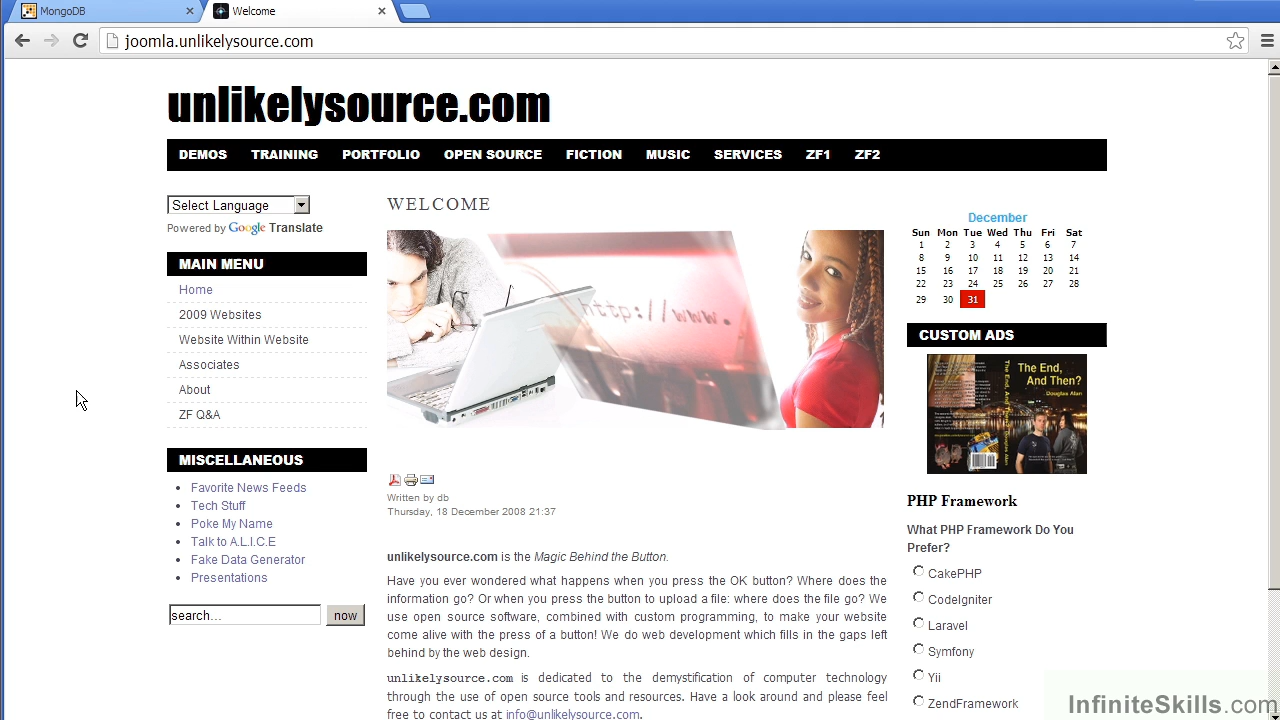 MongoDB
Welcome
joomla.unlikelysource.com
unlikelysource.com
DEMOS TRAINING PORTFOLIO OPEN SOURCE FICTION MUSIC SERVICES ZF1 ZF2
Select Language
Powered by Google Translate
MAIN MENU
Home
2009 Websites
Website Within Website
Associates
About
ZF Q&A
MISCELLANEOUS
Favorite News Feeds
Tech Stuff
Poke My Name
Talk to A.L.I.C.E
Fake Data Generator
Presentations
search...
now
WELCOME
http://www.
Written by db
Thursday, 18 December 2008 21:37
unlikelysource.com is the Magic Behind the Button.
Have you ever wondered what happens when you press the OK button? Where does the
information go? Or when you press the button to upload a file: where does the file go? We
use open source software, combined with custom programming, to make your website
come alive with the press of a button! We do web development which fills in the gaps left
behind by the web design.
unlikelysource.com is dedicated to the demystification of computer technology
through the use of open source tools and resources. Have a look around and please feel
free to contact us at info@unlikelysource.com.
December
Sun Mon Tue Wed Thu Fri Sat
1 2 3 4 5 6 7
8 9 10 11 12 13 14
15 16 17 18 19 20 21
22 23 24 25 26 27 28
29 30 31
CUSTOM ADS
The End,
And Then?
Douglas Alan
The End, And Then?
Douglas Alan
PHP Framework
What PHP Framework Do You
Prefer?
CakePHP
CodeIgniter
Laravel
Symfony
Yii
ZendFramework
InfiniteSkills.com